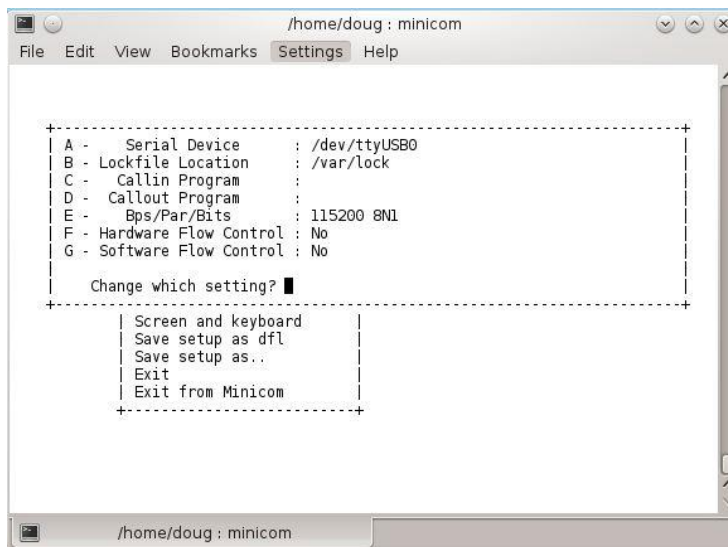 /home/doug : minicom
File Edit View Bookmarks Settings Help
+------------------------------------------------------------------------+
| A - Serial Device : /dev/ttyUSB0 |
| B - Lockfile Location : /var/lock |
| C - Callin Program : |
| D - Callout Program : |
| E - Bps/Par/Bits : 115200 8N1 |
| F - Hardware Flow Control : No |
| G - Software Flow Control : No |
| |
| Change which setting? |
+------------------------------------------------------------------------+
| Screen and keyboard |
| Save setup as dfl |
| Save setup as.. |
| Exit |
| Exit from Minicom |
+--------------------------+
/home/doug : minicom